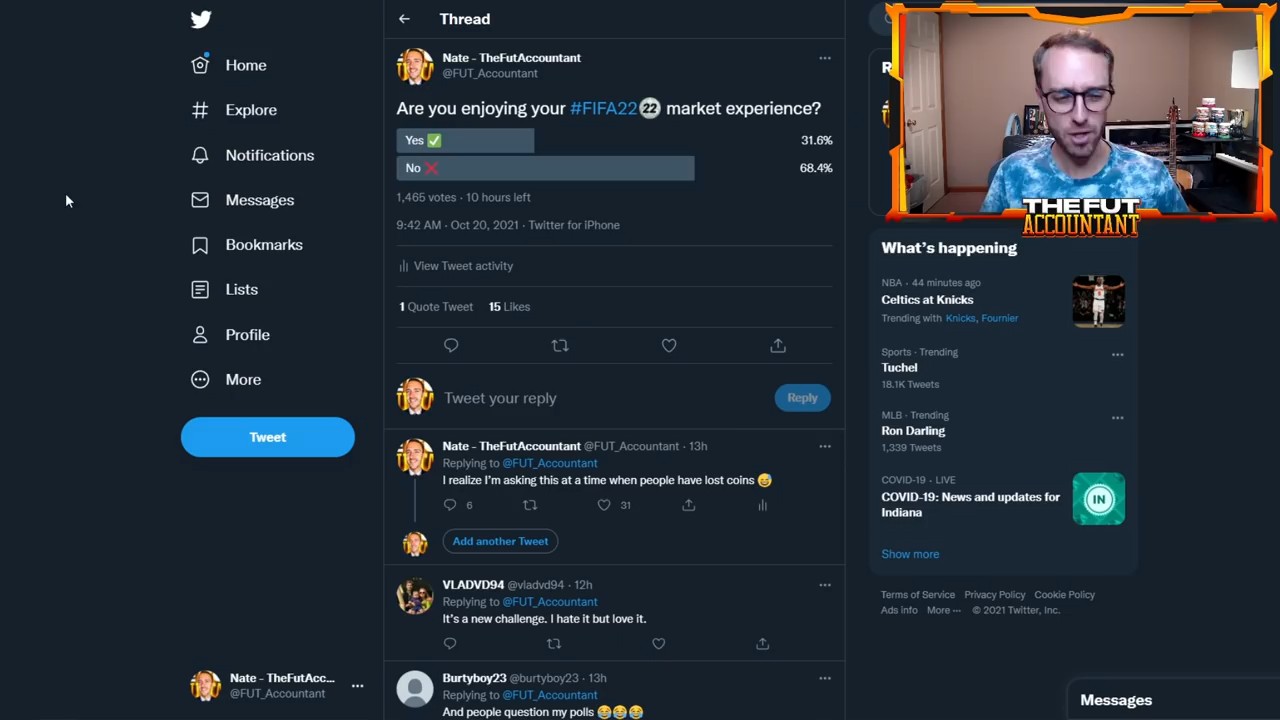 Home
Explore
Notifications
Messages
Bookmarks
Lists
Profile
More
Tweet
Nate - TheFutAcc...
@FUT_Accountant
Thread
Nate - TheFutAccountant
@FUT_Accountant
Are you enjoying your #FIFA22 22 market experience?
Yes ✅ 31.6%
No ❌ 68.4%
1,465 votes · 10 hours left
9:42 AM · Oct 20, 2021 · Twitter for iPhone
View Tweet activity
1 Quote Tweet 15 Likes
Tweet your reply Reply
Nate - TheFutAccountant @FUT_Accountant · 13h
Replying to @FUT_Accountant
I realize I'm asking this at a time when people have lost coins 😅
6 31
Add another Tweet
VLADVD94 @vladvd94 · 12h
Replying to @FUT_Accountant
It's a new challenge. I hate it but love it.
Burtyboy23 @burtyboy23 · 13h
Replying to @FUT_Accountant
And people question my polls 😂😂😂
THE FUT
ACCOUNTANT
What's happening
NBA · 44 minutes ago
Celtics at Knicks
Trending with Knicks, Fournier
Sports · Trending
Tuchel
18.1K Tweets
MLB · Trending
Ron Darling
1,339 Tweets
COVID-19 · LIVE
COVID-19: News and updates for
Indiana
IN
Show more
Terms of Service Privacy Policy Cookie Policy
Ads info More ··· © 2021 Twitter, Inc.
Messages